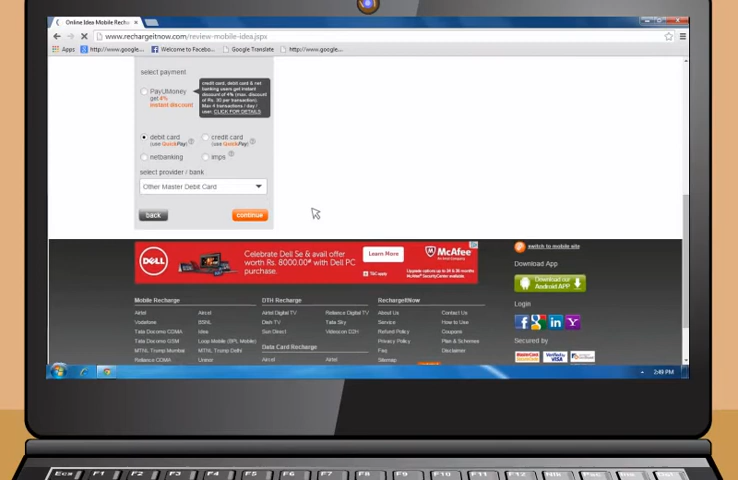 Online Idea Mobile Rech
www.rechargeitnow.com/review-mobile-idea.jspx
Apps http://www.google... Welcome to Facebo... Google Translate http://www.google...
select payment
PayUMoney
get 4%
instant discount
credit card, debit card & net
banking users get instant
discount of 4% (max. discount
of Rs. 30 per transaction).
Max 4 transactions / day /
user. CLICK FOR DETAILS
debit card
(use QuickPay)
credit card
(use QuickPay)
netbanking
imps
select provider / bank
Other Master Debit Card
back
continue
DELL
Celebrate Dell Se & avail offer
worth Rs. 8000.00* with Dell PC
purchase.
Learn More
*T&C apply
McAfee
switch to mobile site
Download App
Download our
Android APP
Login
Secured by
Mobile Recharge
Airtel Aircel
Vodafone BSNL
Tata Docomo CDMA Idea
Tata Docomo GSM Loop Mobile (BPL Mobile)
MTNL Trump Mumbai MTNL Trump Delhi
Reliance CDMA Uninor
DTH Recharge
Airtel Digital TV Reliance Digital TV
Dish TV Tata Sky
Sun Direct Videocon D2H
Data Card Recharge
Aircel Airtel
RechargeItNow
About Us Contact Us
Service How to Use
Refund Policy Coupons
Privacy Policy Plan & Schemes
Faq Disclaimer
Sitemap
2:49 PM
Esc F1 F2 F3 F4 F5 F6 F7 F8 F9 F10 F11 F12